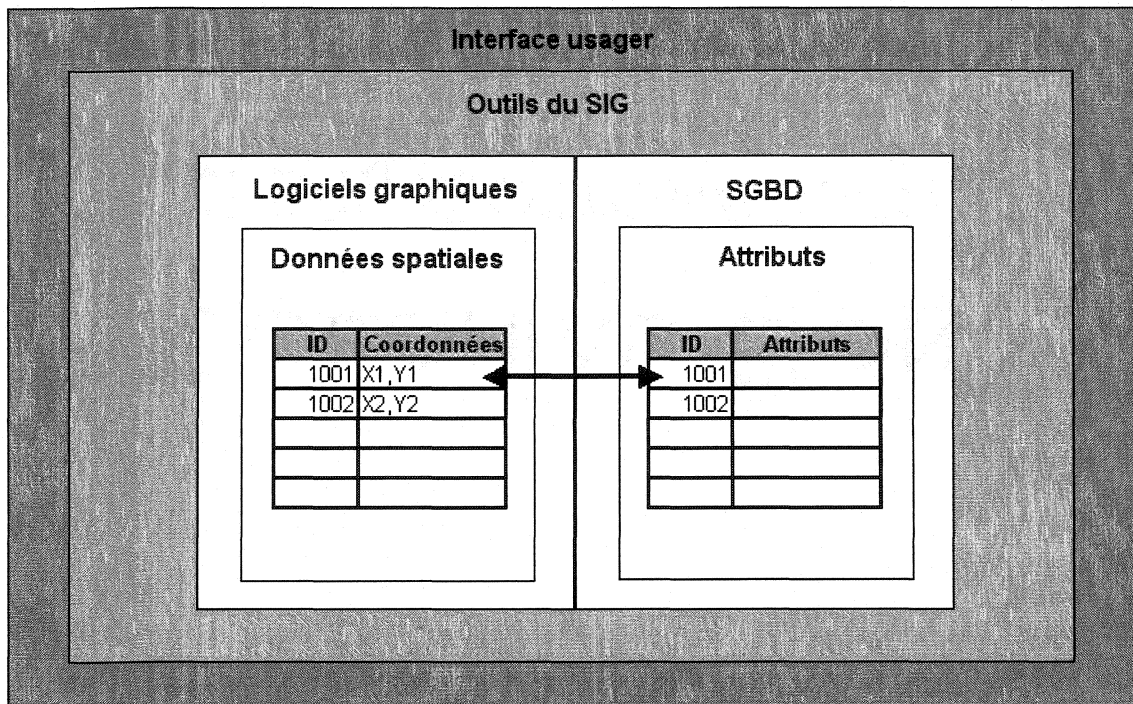 Interface usager
Outils du SIG
Logiciels graphiques
SGBD
Données spatiales
Attributs
ID Coordonnées
1001 X1,Y1
1002 X2,Y2
ID Attributs
1001
1002